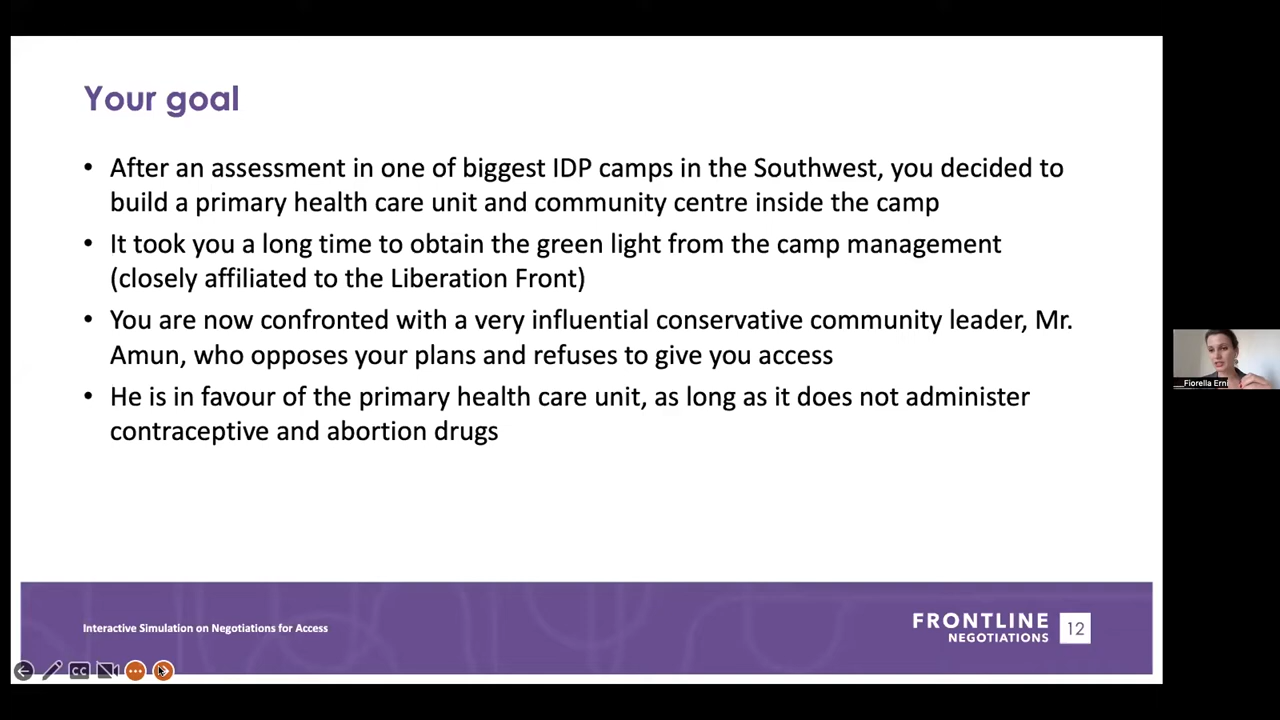 Your goal
• After an assessment in one of biggest IDP camps in the Southwest, you decided to
build a primary health care unit and community centre inside the camp
• It took you a long time to obtain the green light from the camp management
(closely affiliated to the Liberation Front)
• You are now confronted with a very influential conservative community leader, Mr.
Amun, who opposes your plans and refuses to give you access
• He is in favour of the primary health care unit, as long as it does not administer
contraceptive and abortion drugs
__Fiorella Erni
Interactive Simulation on Negotiations for Access
FRONTLINE
NEGOTIATIONS
12
CC